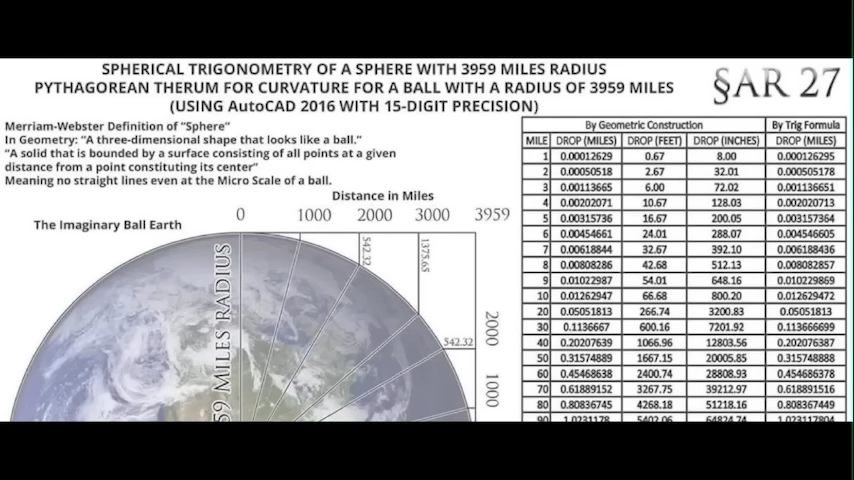 SPHERICAL TRIGONOMETRY OF A SPHERE WITH 3959 MILES RADIUS
PYTHAGOREAN THERUM FOR CURVATURE FOR A BALL WITH A RADIUS OF 3959 MILES
(USING AutoCAD 2016 WITH 15-DIGIT PRECISION)
§AR 27
Merriam-Webster Definition of "Sphere"
In Geometry: "A three-dimensional shape that looks like a ball."
"A solid that is bounded by a surface consisting of all points at a given
distance from a point constituting its center"
Meaning no straight lines even at the Micro Scale of a ball.
Distance in Miles
The Imaginary Ball Earth
0 1000 2000 3000 3959
542.32
1375.65
2000
542.32
1000
59 MILES RADIUS
By Geometric Construction By Trig Formula
MILE DROP (MILES) DROP (FEET) DROP (INCHES) DROP (MILES)
1 0.00012629 0.67 8.00 0.000126295
2 0.00050518 2.67 32.01 0.000505178
3 0.00113665 6.00 72.02 0.001136651
4 0.00202071 10.67 128.03 0.002020713
5 0.00315736 16.67 200.05 0.003157364
6 0.00454661 24.01 288.07 0.004546605
7 0.00618844 32.67 392.10 0.006188436
8 0.00808286 42.68 512.13 0.008082857
9 0.01022987 54.01 648.16 0.010229869
10 0.01262947 66.68 800.20 0.012629472
20 0.05051813 266.74 3200.83 0.05051813
30 0.1136667 600.16 7201.92 0.113666699
40 0.20207639 1066.96 12803.56 0.202076387
50 0.31574889 1667.15 20005.85 0.315748888
60 0.45468638 2400.74 28808.93 0.454686378
70 0.61889152 3267.75 39212.97 0.618891516
80 0.80836745 4268.18 51218.16 0.808367449
90 1.0231178 5402.06 64824.74 1.023117804